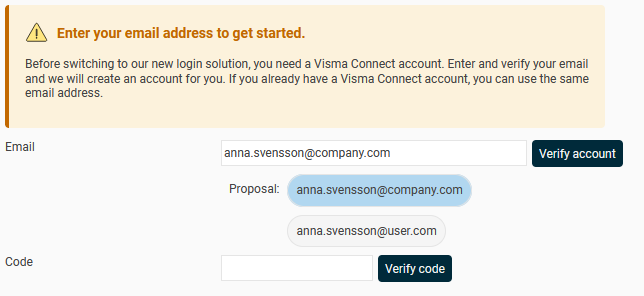 Enter your email address to get started.
Before switching to our new login solution, you need a Visma Connect account. Enter and verify your email
and we will create an account for you. If you already have a Visma Connect account, you can use the same
email address.
Email
anna.svensson@company.com
Verify account
Proposal:
anna.svensson@company.com
anna.svensson@user.com
Code
Verify code